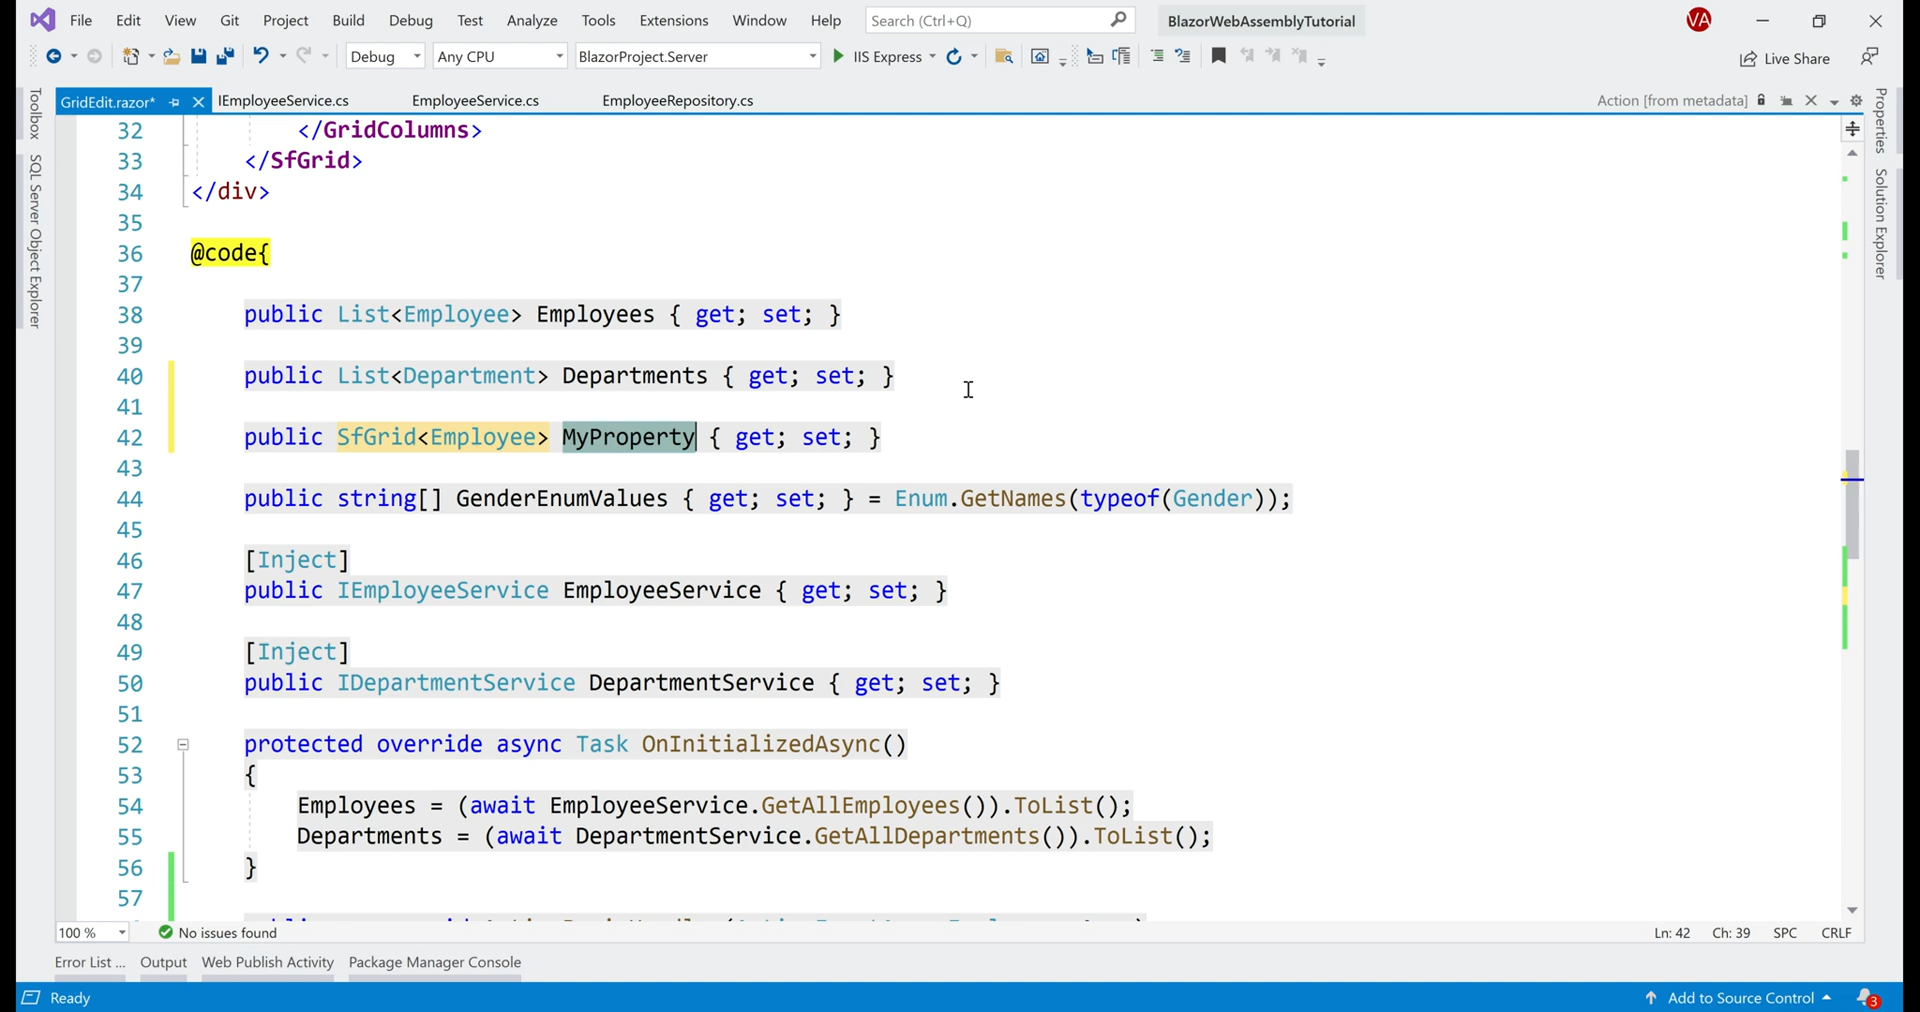 File Edit View Git Project Build Debug Test Analyze Tools Extensions Window Help Search (Ctrl+Q) BlazorWebAssemblyTutorial VA
Debug Any CPU BlazorProject.Server IIS Express Live Share
GridEdit.razor* IEmployeeService.cs EmployeeService.cs EmployeeRepository.cs Action [from metadata]
Toolbox
SQL Server Object Explorer
Properties
Solution Explorer
32 </GridColumns>
33 </SfGrid>
34 </div>
35
36 @code{
37
38 public List<Employee> Employees { get; set; }
39
40 public List<Department> Departments { get; set; }
41
42 public SfGrid<Employee> MyProperty { get; set; }
43
44 public string[] GenderEnumValues { get; set; } = Enum.GetNames(typeof(Gender));
45
46 [Inject]
47 public IEmployeeService EmployeeService { get; set; }
48
49 [Inject]
50 public IDepartmentService DepartmentService { get; set; }
51
52 protected override async Task OnInitializedAsync()
53 {
54 Employees = (await EmployeeService.GetAllEmployees()).ToList();
55 Departments = (await DepartmentService.GetAllDepartments()).ToList();
56 }
57
100 % No issues found Ln: 42 Ch: 39 SPC CRLF
Error List ... Output Web Publish Activity Package Manager Console
Ready Add to Source Control 3